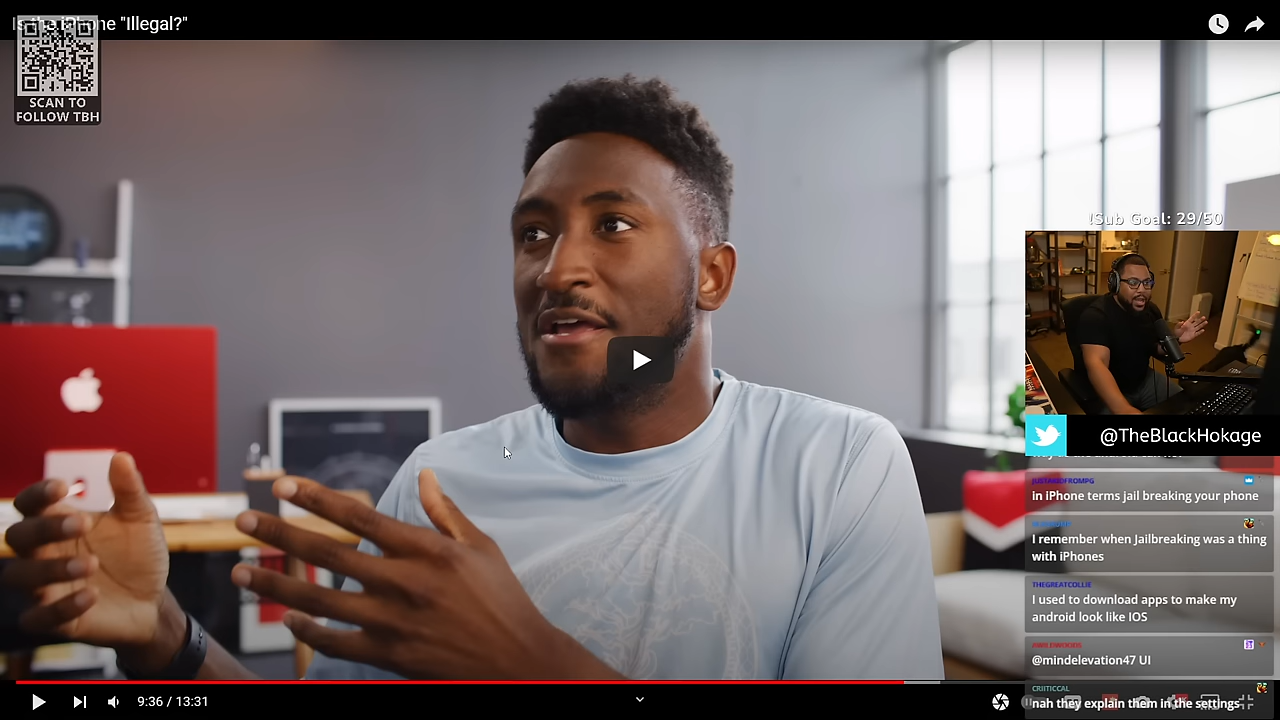 Is the iPhone "Illegal?"
SCAN TO
FOLLOW TBH
!Sub Goal: 29/50
@TheBlackHokage
in iPhone terms jail breaking your phone
I remember when Jailbreaking was a thing
with iPhones
THEGREATCOLLIE
I used to download apps to make my
android look like IOS
@mindelevation47 UI
CRIITICCAL
nah they explain them in the settings
9:36 / 13:31